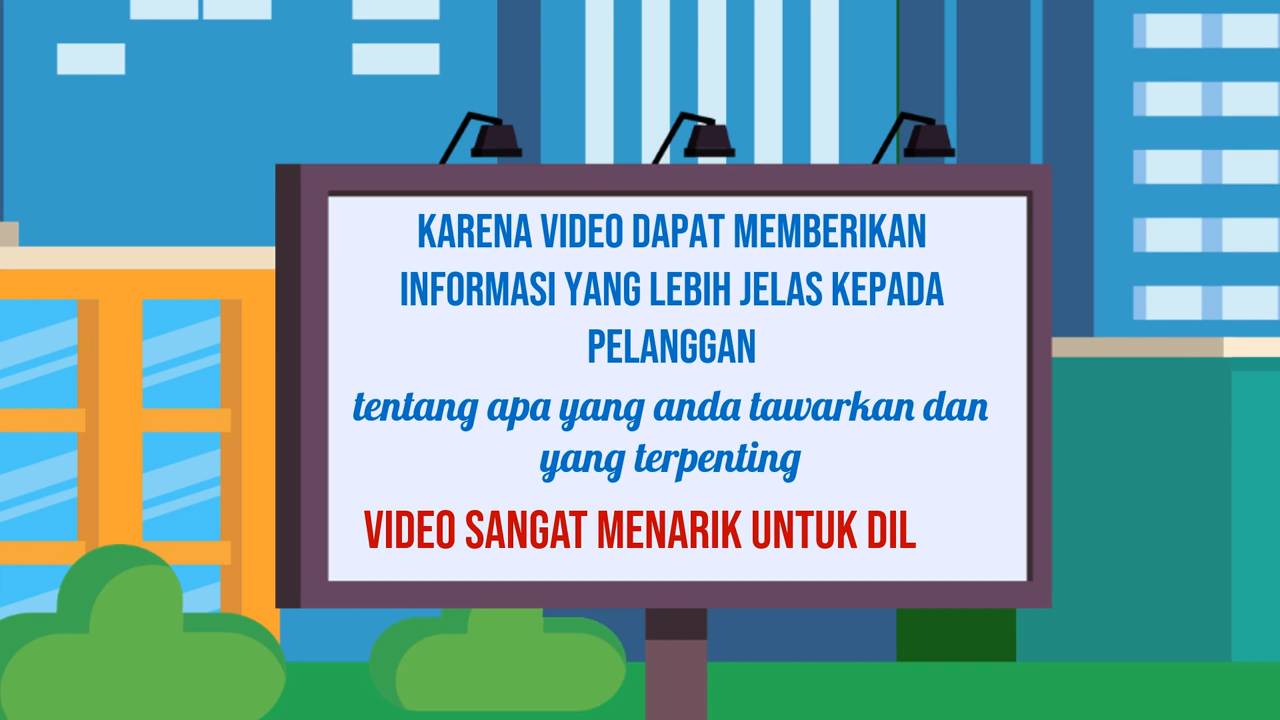 KARENA VIDEO DAPAT MEMBERIKAN
INFORMASI YANG LEBIH JELAS KEPADA
PELANGGAN
tentang apa yang anda tawarkan dan
yang terpenting
VIDEO SANGAT MENARIK UNTUK DIL